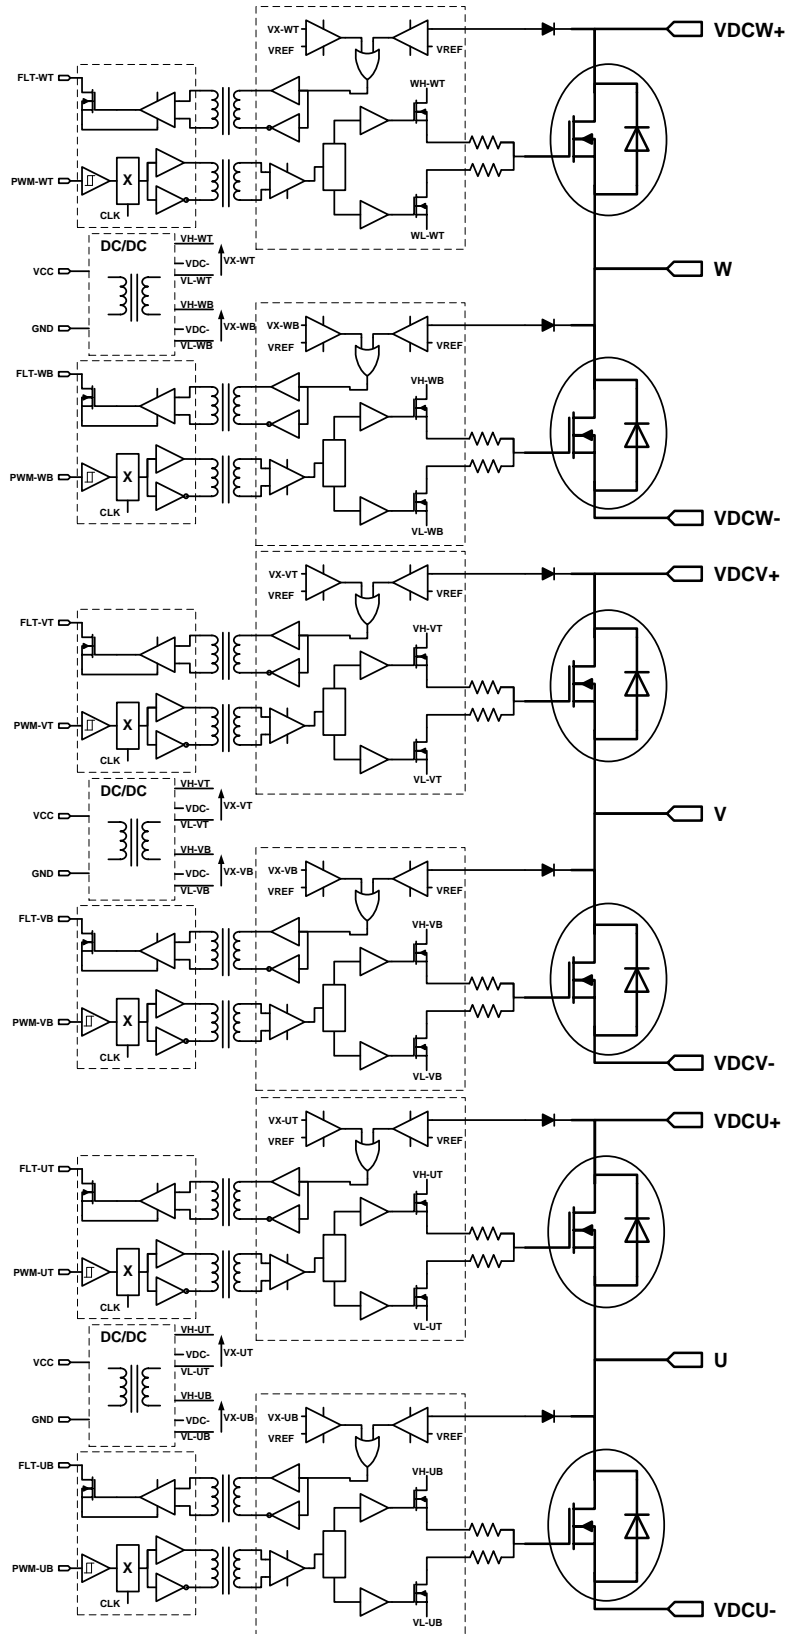 VX-WT
VREF
VREF
VDCW+
FLT-WT
WH-WT
PWM-WT
X
CLK
WL-WT
DC/DC
VH-WT
VCC
VDC-
VX-WT
VL-WT
W
VH-WB
GND
VDC-
VX-WB
VL-WB
VX-WB
VREF
VREF
FLT-WB
VH-WB
PWM-WB
X
CLK
VL-WB
VDCW-
VX-VT
VREF
VREF
VDCV+
FLT-VT
VH-VT
PWM-VT
X
CLK
VL-VT
DC/DC
VH-VT
VCC
VDC-
VX-VT
VL-VT
V
VH-VB
GND
VDC-
VX-VB
VL-VB
VX-VB
VREF
VREF
FLT-VB
VH-VB
PWM-VB
X
CLK
VL-VB
VDCV-
VX-UT
VREF
VREF
VDCU+
FLT-UT
VH-UT
PWM-UT
X
CLK
VL-UT
DC/DC
VH-UT
VCC
VDC-
VX-UT
VL-UT
U
VH-UB
GND
VDC-
VX-UB
VL-UB
VX-UB
VREF
VREF
FLT-UB
VH-UB
PWM-UB
X
CLK
VL-UB
VDCU-